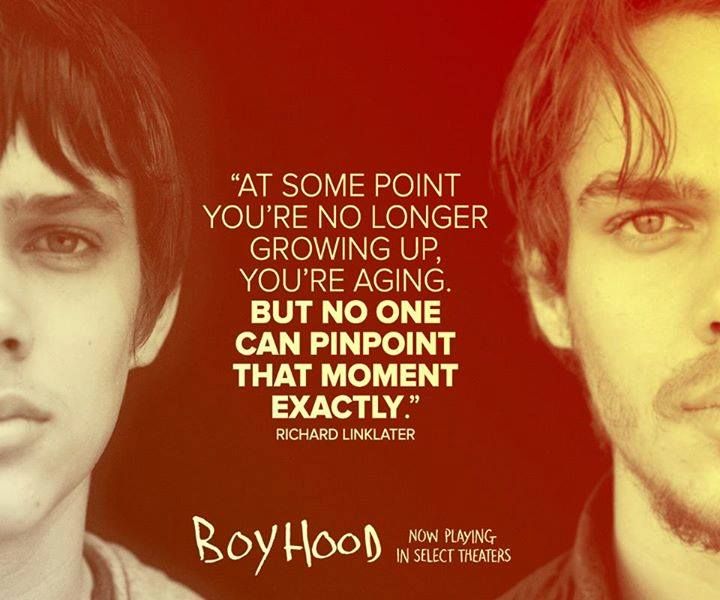 “AT SOME POINT
YOU’RE NO LONGER
GROWING UP,
YOU’RE AGING.
BUT NO ONE
CAN PINPOINT
THAT MOMENT
EXACTLY.”
RICHARD LINKLATER
BOYHOOD
NOW PLAYING
IN SELECT THEATERS